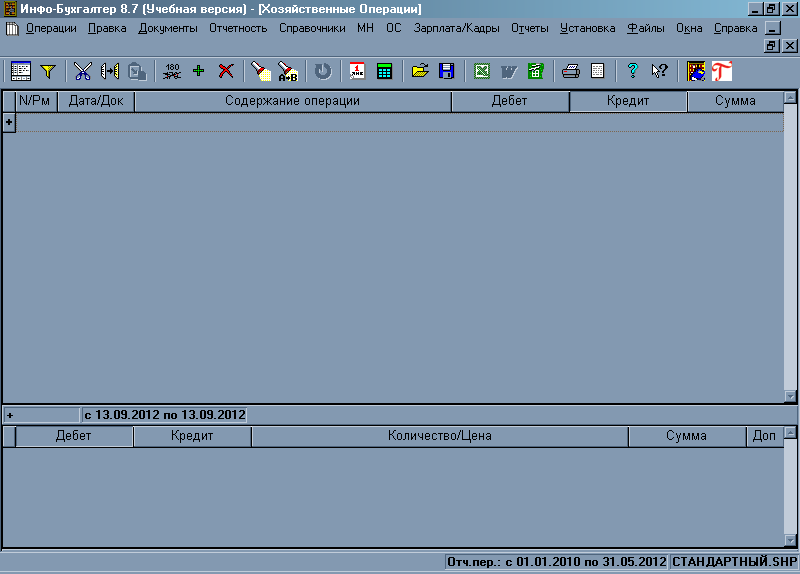 Инфо-Бухгалтер 8.7 (Учебная версия) - [Хозяйственные Операции]
Операции Правка Документы Отчетность Справочники МН ОС Зарплата/Кадры Отчеты Установка Файлы Окна Справка
180
N/Рм Дата/Док Содержание операции Дебет Кредит Сумма
+
+ с 13.09.2012 по 13.09.2012
Дебет Кредит Количество/Цена Сумма Доп
Отч.пер.: с 01.01.2010 по 31.05.2012 СТАНДАРТНЫЙ.SHP